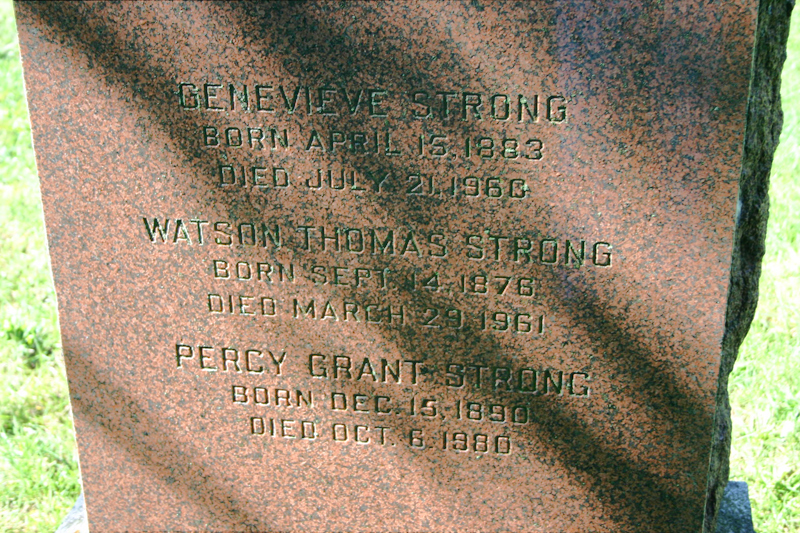 GENEVIEVE STRONG
BORN APRIL 15, 1883
DIED JULY 21, 1960
WATSON THOMAS STRONG
BORN SEPT. 14, 1876
DIED MARCH 29, 1961
PERCY GRANT STRONG
BORN DEC. 15, 1890
DIED OCT. 6, 1980